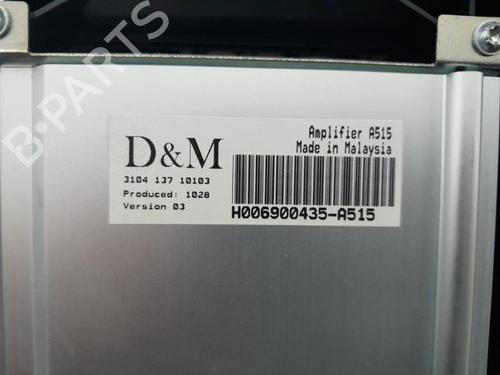 B-PARTS
D&M
3104 137 10103
Produced: 1028
Version 03
Amplifier A515
Made in Malaysia
H006900435-A515